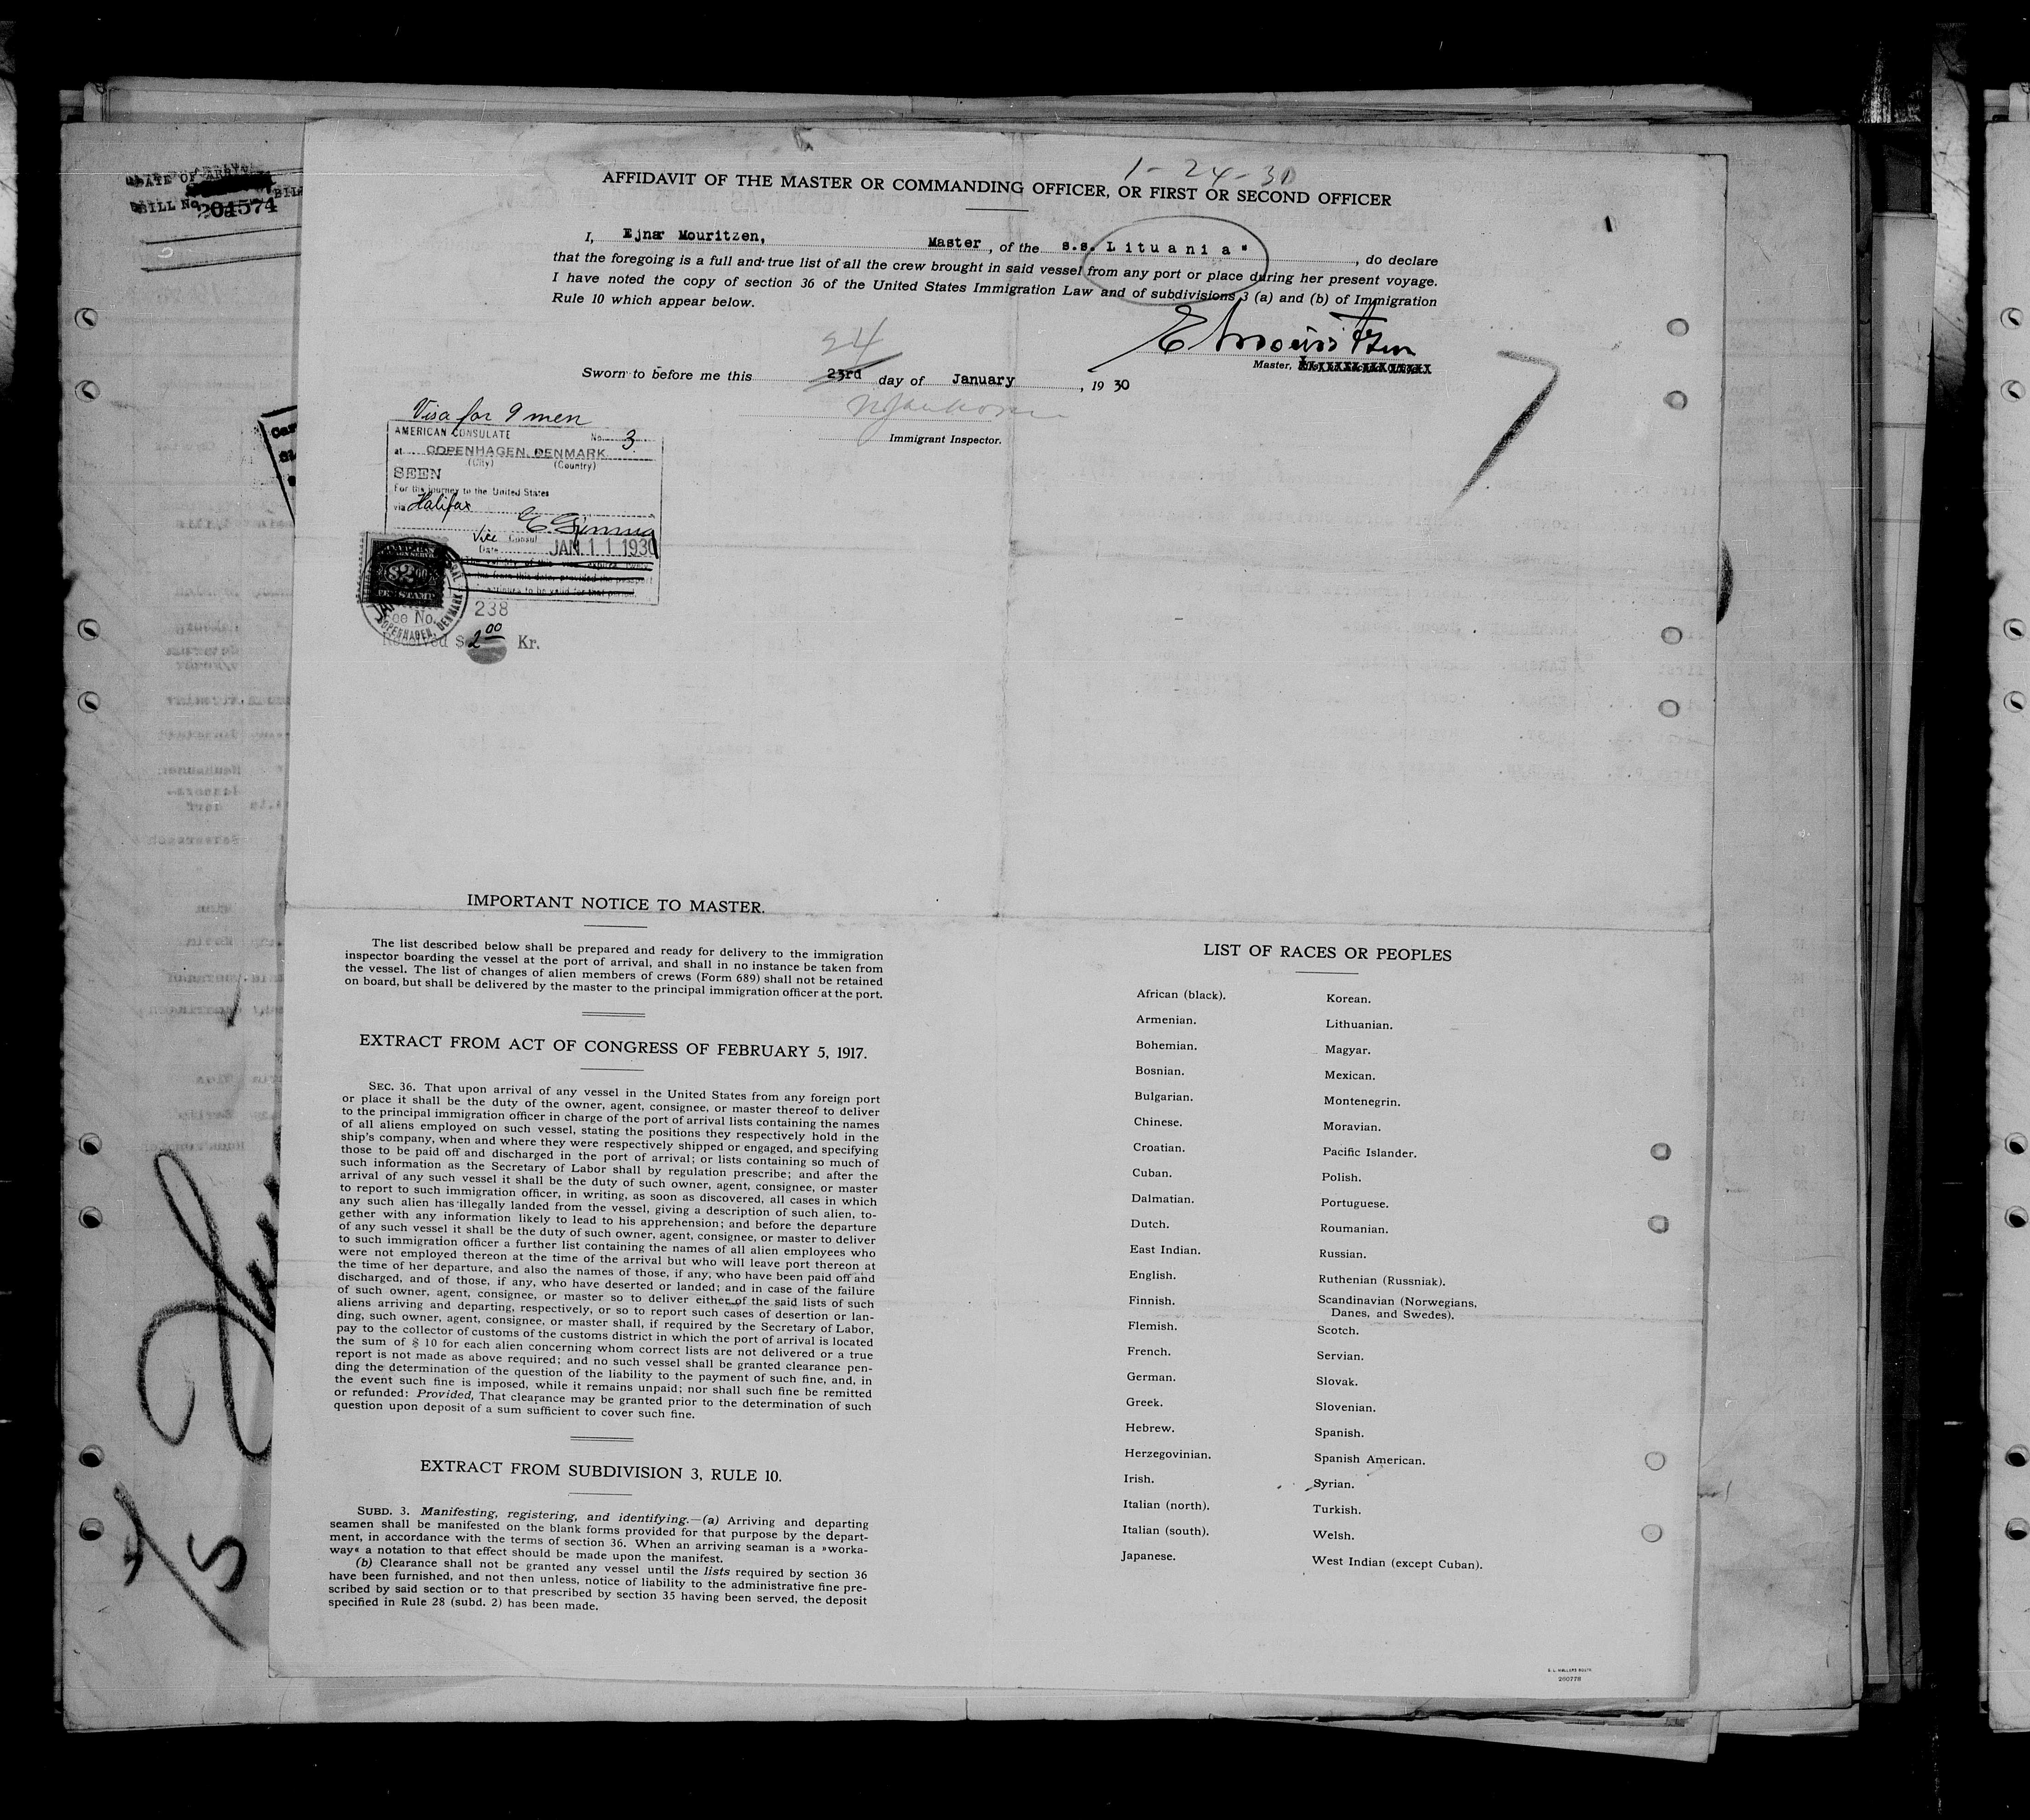 1-24-30
AFFIDAVIT OF THE MASTER OR COMMANDING OFFICER, OR FIRST OR SECOND OFFICER
I, Ejnar Mouritzen, Master, of the s.s. Lituania", do declare
that the foregoing is a full and true list of all the crew brought in said vessel from any port or place during her present voyage.
I have noted the copy of section 36 of the United States Immigration Law and of subdivisions 3 (a) and (b) of Immigration
Rule 10 which appear below.
E Mouritzen
Master,
24
Sworn to before me this 23rd day of January, 1930
Immigrant Inspector.
DATE OF ARRIV
BILL No. 204574
BILL
Visa for 9 men
AMERICAN CONSULATE No. 3.
at COPENHAGEN, DENMARK
(City) (Country)
SEEN
For the journey to the United States
via Halifax
Vice Consul
Date JAN 11 1930
Fee No. 238
COPENHAGEN, DENMARK
Received $ 2 00 Kr.
IMPORTANT NOTICE TO MASTER.
The list described below shall be prepared and ready for delivery to the immigration
inspector boarding the vessel at the port of arrival, and shall in no instance be taken from
the vessel. The list of changes of alien members of crews (Form 689) shall not be retained
on board, but shall be delivered by the master to the principal immigration officer at the port.
EXTRACT FROM ACT OF CONGRESS OF FEBRUARY 5, 1917.
SEC. 36. That upon arrival of any vessel in the United States from any foreign port
or place it shall be the duty of the owner, agent, consignee, or master thereof to deliver
to the principal immigration officer in charge of the port of arrival lists containing the names
of all aliens employed on such vessel, stating the positions they respectively hold in the
ship's company, when and where they were respectively shipped or engaged, and specifying
those to be paid off and discharged in the port of arrival; or lists containing so much of
such information as the Secretary of Labor shall by regulation prescribe; and after the
arrival of any such vessel it shall be the duty of such owner, agent, consignee, or master
to report to such immigration officer, in writing, as soon as discovered, all cases in which
any such alien has illegally landed from the vessel, giving a description of such alien, to-
gether with any information likely to lead to his apprehension; and before the departure
of any such vessel it shall be the duty of such owner, agent, consignee, or master to deliver
to such immigration officer a further list containing the names of all alien employees who
were not employed thereon at the time of the arrival but who will leave port thereon at
the time of her departure, and also the names of those, if any, who have been paid off and
discharged, and of those, if any, who have deserted or landed; and in case of the failure
of such owner, agent, consignee, or master so to deliver either of the said lists of such
aliens arriving and departing, respectively, or so to report such cases of desertion or lan-
ding, such owner, agent, consignee, or master shall, if required by the Secretary of Labor,
pay to the collector of customs of the customs district in which the port of arrival is located
the sum of $ 10 for each alien concerning whom correct lists are not delivered or a true
report is not made as above required; and no such vessel shall be granted clearance pen-
ding the determination of the question of the liability to the payment of such fine, and, in
the event such fine is imposed, while it remains unpaid; nor shall such fine be remitted
or refunded: Provided, That clearance may be granted prior to the determination of such
question upon deposit of a sum sufficient to cover such fine.
EXTRACT FROM SUBDIVISION 3, RULE 10.
SUBD. 3. Manifesting, registering, and identifying.—(a) Arriving and departing
seamen shall be manifested on the blank forms provided for that purpose by the depart-
ment, in accordance with the terms of section 36. When an arriving seaman is a »worka-
way« a notation to that effect should be made upon the manifest.
(b) Clearance shall not be granted any vessel until the lists required by section 36
have been furnished, and not then unless, notice of liability to the administrative fine pre-
scribed by said section or to that prescribed by section 35 having been served, the deposit
specified in Rule 28 (subd. 2) has been made.
LIST OF RACES OR PEOPLES
African (black).
Armenian.
Bohemian.
Bosnian.
Bulgarian.
Chinese.
Croatian.
Cuban.
Dalmatian.
Dutch.
East Indian.
English.
Finnish.
Flemish.
French.
German.
Greek.
Hebrew.
Herzegovinian.
Irish.
Italian (north).
Italian (south).
Japanese.
Korean.
Lithuanian.
Magyar.
Mexican.
Montenegrin.
Moravian.
Pacific Islander.
Polish.
Portuguese.
Roumanian.
Russian.
Ruthenian (Russniak).
Scandinavian (Norwegians,
Danes, and Swedes).
Scotch.
Servian.
Slovak.
Slovenian.
Spanish.
Spanish American.
Syrian.
Turkish.
Welsh.
West Indian (except Cuban).
260778